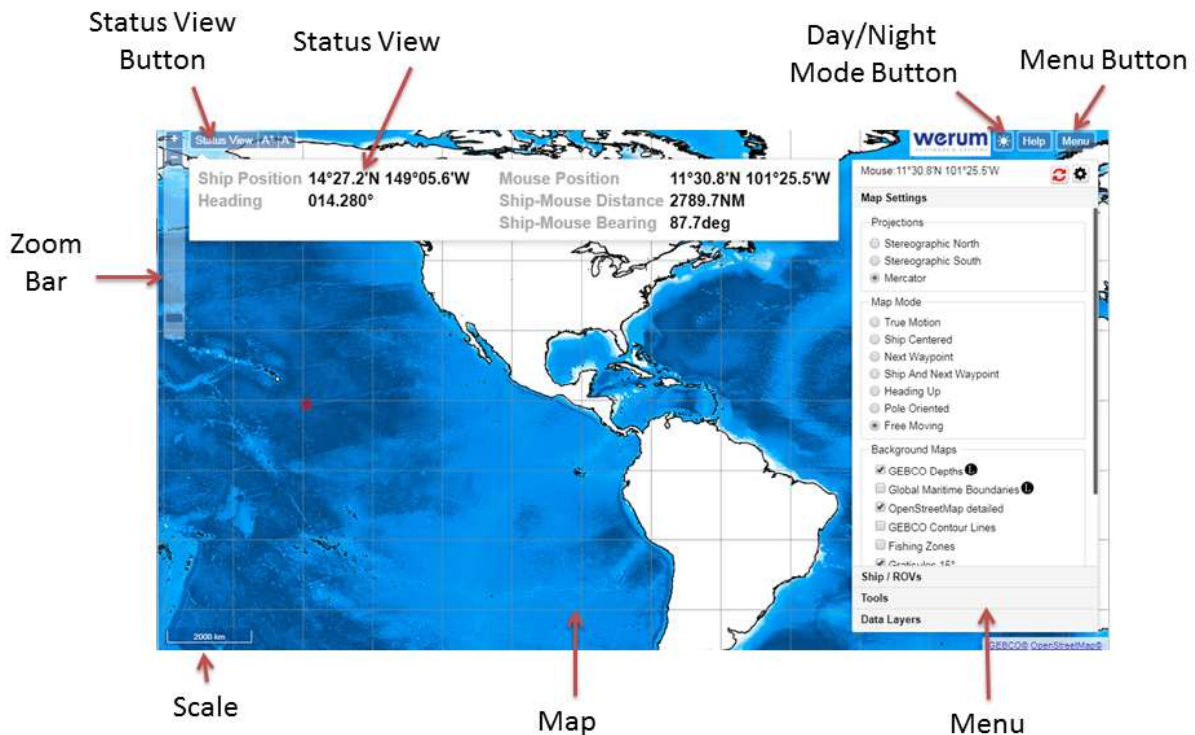 Status View
Button
Status View
Day/Night
Mode Button
Menu Button
+
Status View A+ A-
werum
Help Menu
−
Ship Position 14°27.2'N 149°05.6'W
Heading 014.280°
Mouse Position 11°30.8'N 101°25.5'W
Ship-Mouse Distance 2789.7NM
Ship-Mouse Bearing 87.7deg
Mouse:11°30.8'N 101°25.5'W
Map Settings
Projections
Stereographic North
Stereographic South
Mercator
Map Mode
True Motion
Ship Centered
Next Waypoint
Ship And Next Waypoint
Heading Up
Pole Oriented
Free Moving
Background Maps
GEBCO Depths L
Global Maritime Boundaries L
OpenStreetMap detailed
GEBCO Contour Lines
Fishing Zones
Graticules 15°
Ship / ROVs
Tools
Data Layers
Zoom
Bar
2000 km
GEBCO© OpenStreetMap©
Scale
Map
Menu